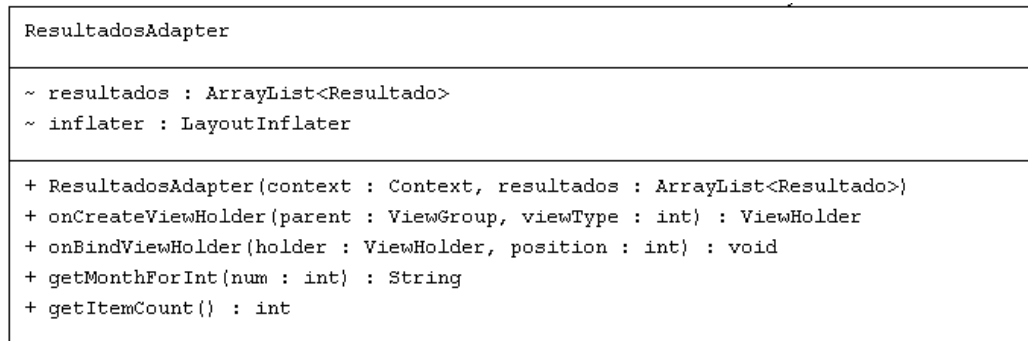 ResultadosAdapter
~ resultados : ArrayList<Resultado>
~ inflater : LayoutInflater
+ ResultadosAdapter(context : Context, resultados : ArrayList<Resultado>)
+ onCreateViewHolder(parent : ViewGroup, viewType : int) : ViewHolder
+ onBindViewHolder(holder : ViewHolder, position : int) : void
+ getMonthForInt(num : int) : String
+ getItemCount() : int